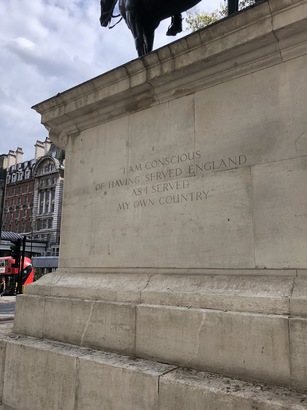 I AM CONSCIOUS
OF HAVING SERVED ENGLAND
AS I SERVED
MY OWN COUNTRY